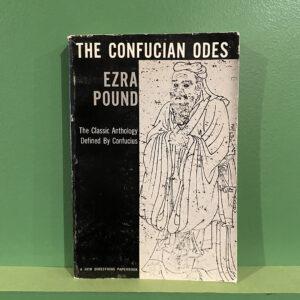 THE CONFUCIAN ODES
EZRA
POUND
The Classic Anthology
Defined By Confucius
A NEW DIRECTIONS PAPERBOOK